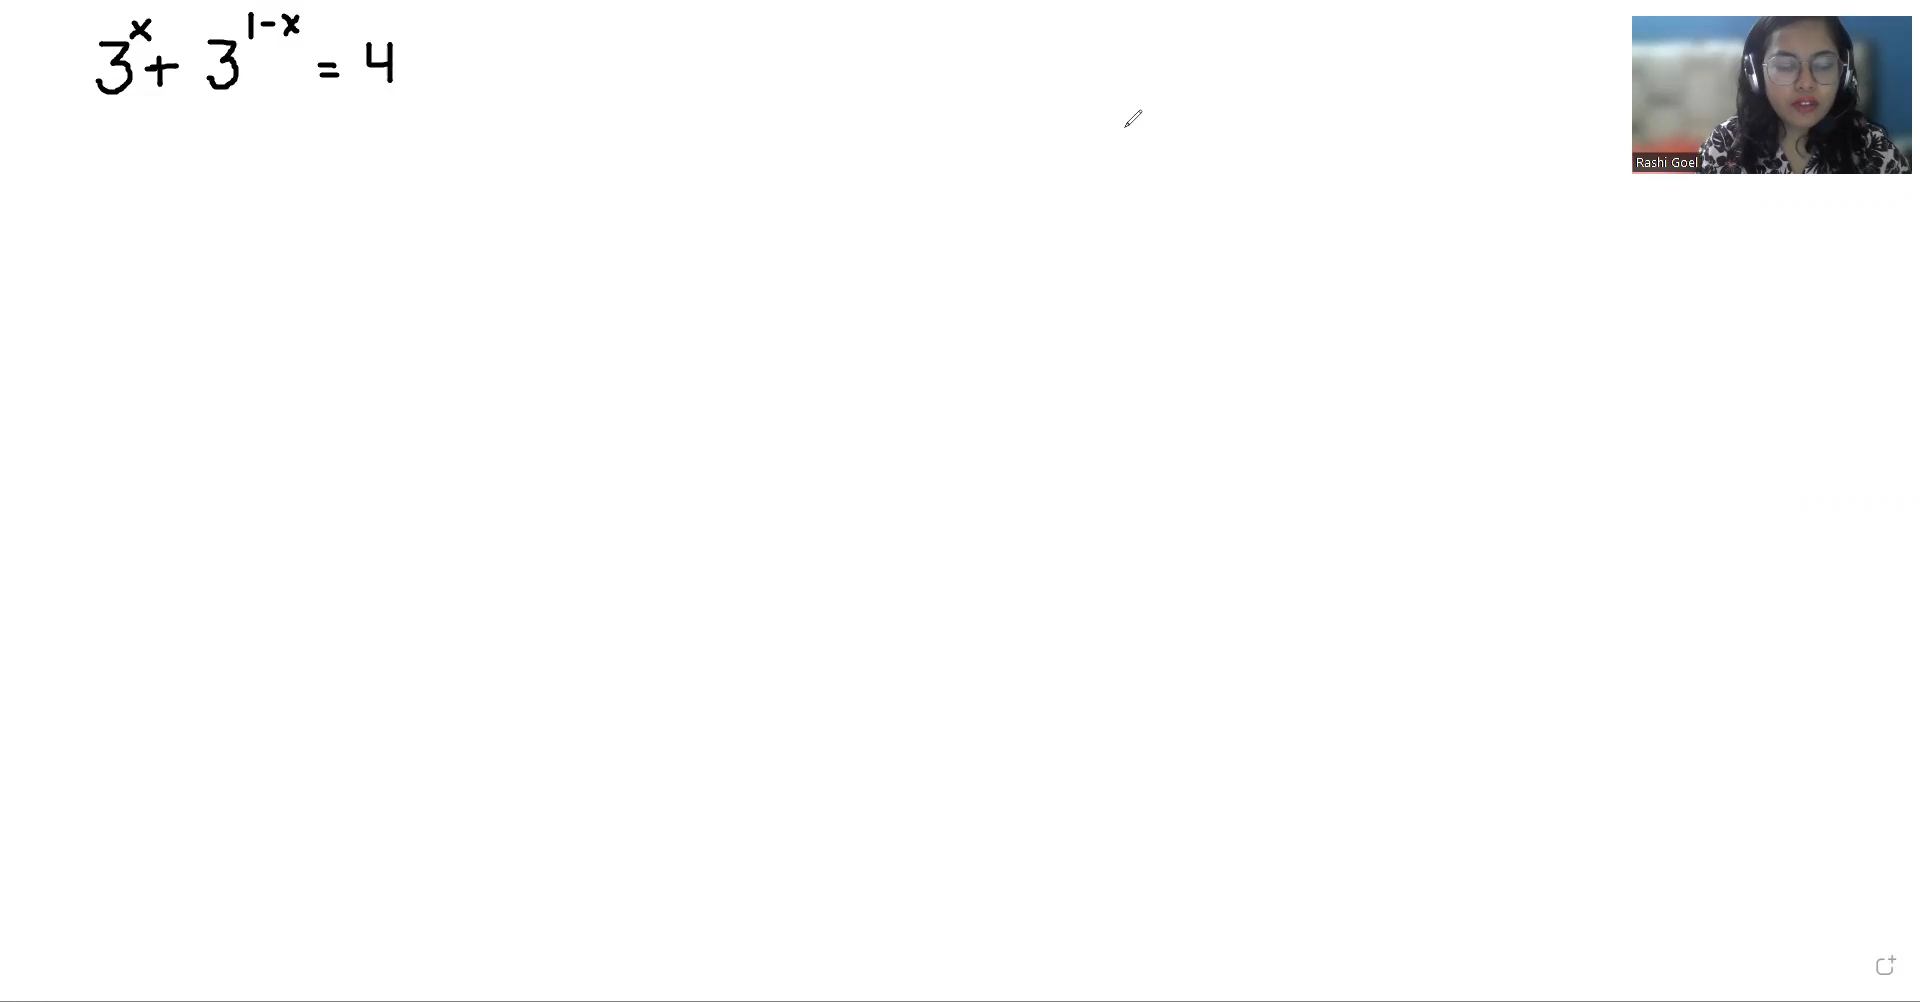 3^x + 3^{1-x} = 4
Rashi Goel